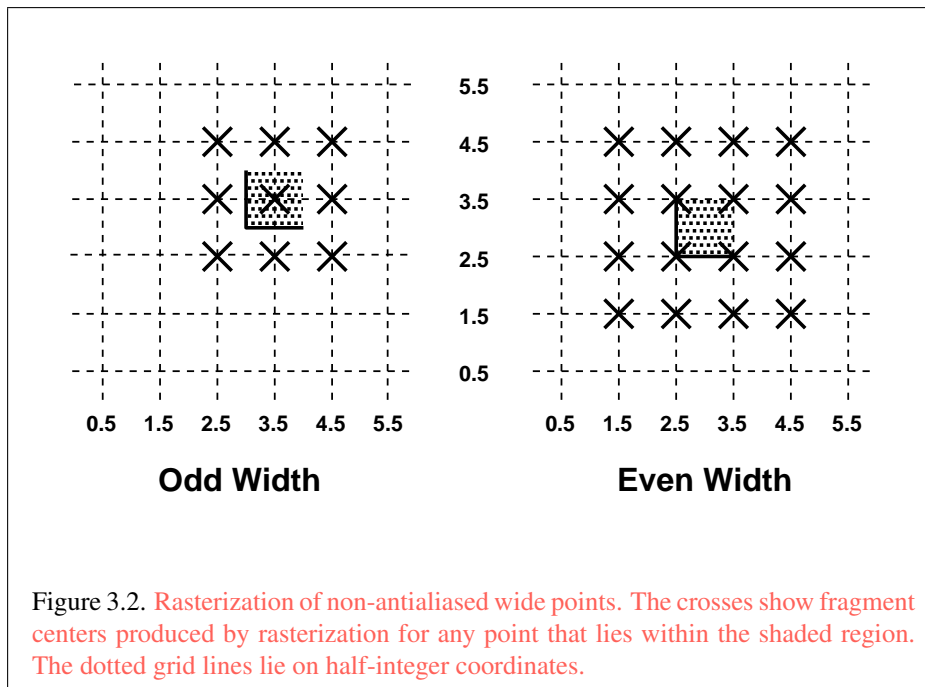 5.5
4.5
3.5
2.5
1.5
0.5
0.5 1.5 2.5 3.5 4.5 5.5
0.5 1.5 2.5 3.5 4.5 5.5
Odd Width
Even Width
Figure 3.2. Rasterization of non-antialiased wide points. The crosses show fragment
centers produced by rasterization for any point that lies within the shaded region.
The dotted grid lines lie on half-integer coordinates.